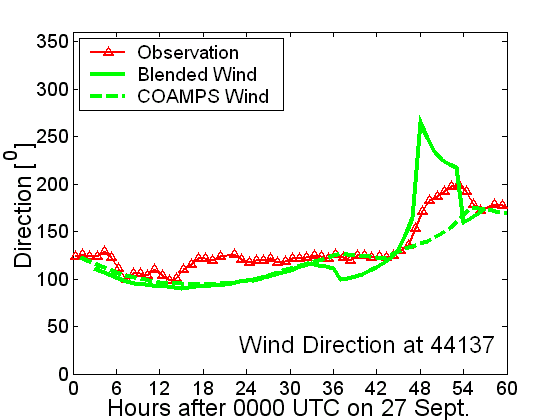 350
300
250
200
150
100
50
0
Direction [⁰]
Observation
Blended Wind
COAMPS Wind
Wind Direction at 44137
0 6 12 18 24 30 36 42 48 54 60
Hours after 0000 UTC on 27 Sept.